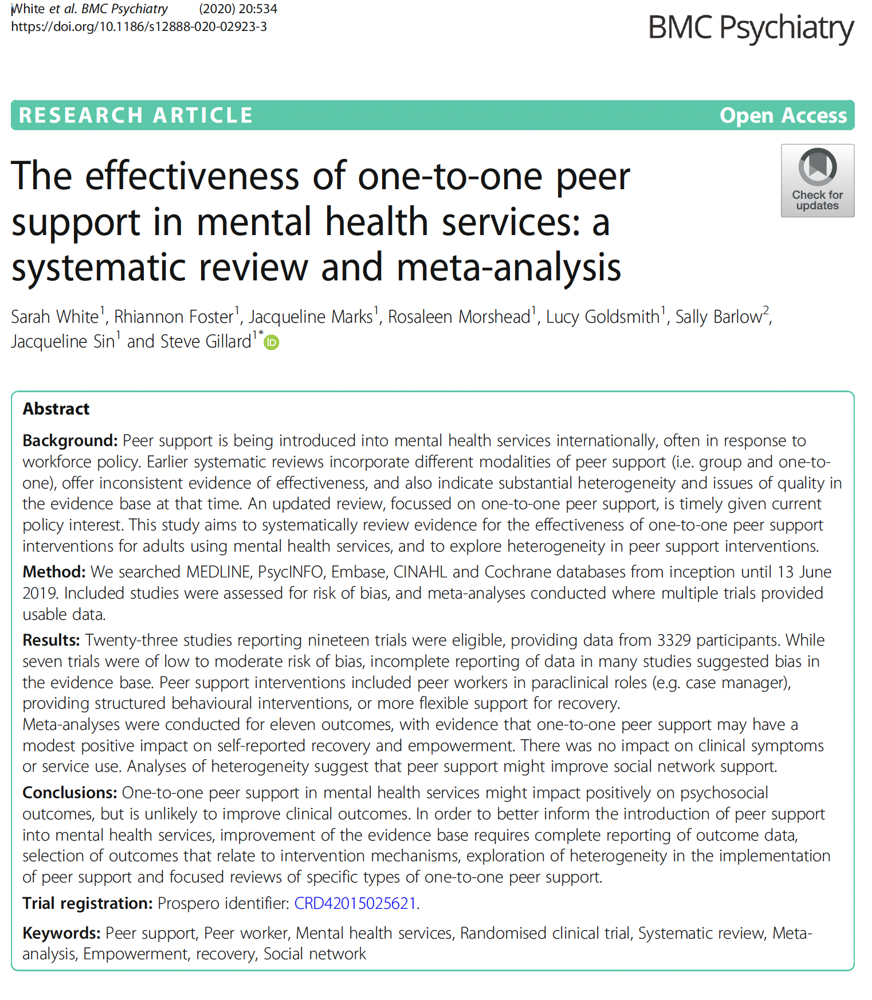 White et al. BMC Psychiatry (2020) 20:534
https://doi.org/10.1186/s12888-020-02923-3
BMC Psychiatry
RESEARCH ARTICLE Open Access
The effectiveness of one-to-one peer
support in mental health services: a
systematic review and meta-analysis
Check for
updates
Sarah White1, Rhiannon Foster1, Jacqueline Marks1, Rosaleen Morshead1, Lucy Goldsmith1, Sally Barlow2,
Jacqueline Sin1 and Steve Gillard1* iD
Abstract
Background: Peer support is being introduced into mental health services internationally, often in response to
workforce policy. Earlier systematic reviews incorporate different modalities of peer support (i.e. group and one-to-
one), offer inconsistent evidence of effectiveness, and also indicate substantial heterogeneity and issues of quality in
the evidence base at that time. An updated review, focussed on one-to-one peer support, is timely given current
policy interest. This study aims to systematically review evidence for the effectiveness of one-to-one peer support
interventions for adults using mental health services, and to explore heterogeneity in peer support interventions.
Method: We searched MEDLINE, PsycINFO, Embase, CINAHL and Cochrane databases from inception until 13 June
2019. Included studies were assessed for risk of bias, and meta-analyses conducted where multiple trials provided
usable data.
Results: Twenty-three studies reporting nineteen trials were eligible, providing data from 3329 participants. While
seven trials were of low to moderate risk of bias, incomplete reporting of data in many studies suggested bias in
the evidence base. Peer support interventions included peer workers in paraclinical roles (e.g. case manager),
providing structured behavioural interventions, or more flexible support for recovery.
Meta-analyses were conducted for eleven outcomes, with evidence that one-to-one peer support may have a
modest positive impact on self-reported recovery and empowerment. There was no impact on clinical symptoms
or service use. Analyses of heterogeneity suggest that peer support might improve social network support.
Conclusions: One-to-one peer support in mental health services might impact positively on psychosocial
outcomes, but is unlikely to improve clinical outcomes. In order to better inform the introduction of peer support
into mental health services, improvement of the evidence base requires complete reporting of outcome data,
selection of outcomes that relate to intervention mechanisms, exploration of heterogeneity in the implementation
of peer support and focused reviews of specific types of one-to-one peer support.
Trial registration: Prospero identifier: CRD42015025621.
Keywords: Peer support, Peer worker, Mental health services, Randomised clinical trial, Systematic review, Meta-
analysis, Empowerment, recovery, Social network